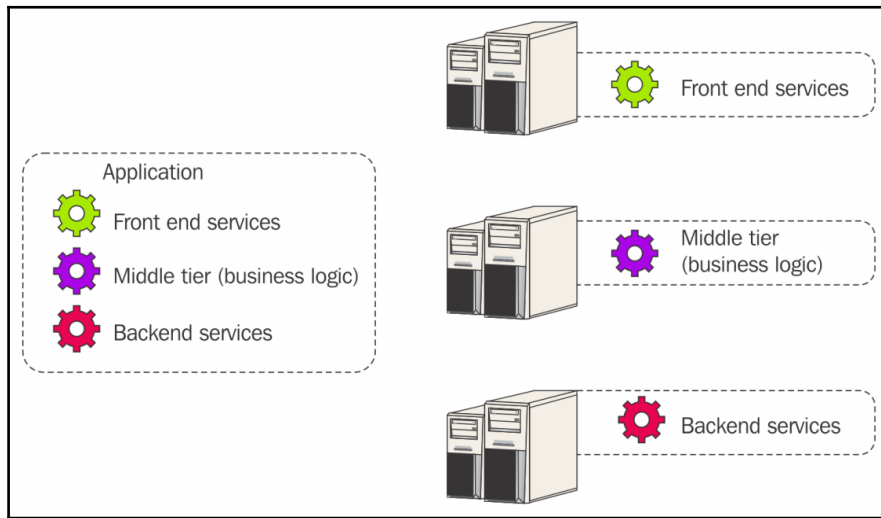 Application
Front end services
Middle tier (business logic)
Backend services
Front end services
Middle tier
(business logic)
Backend services